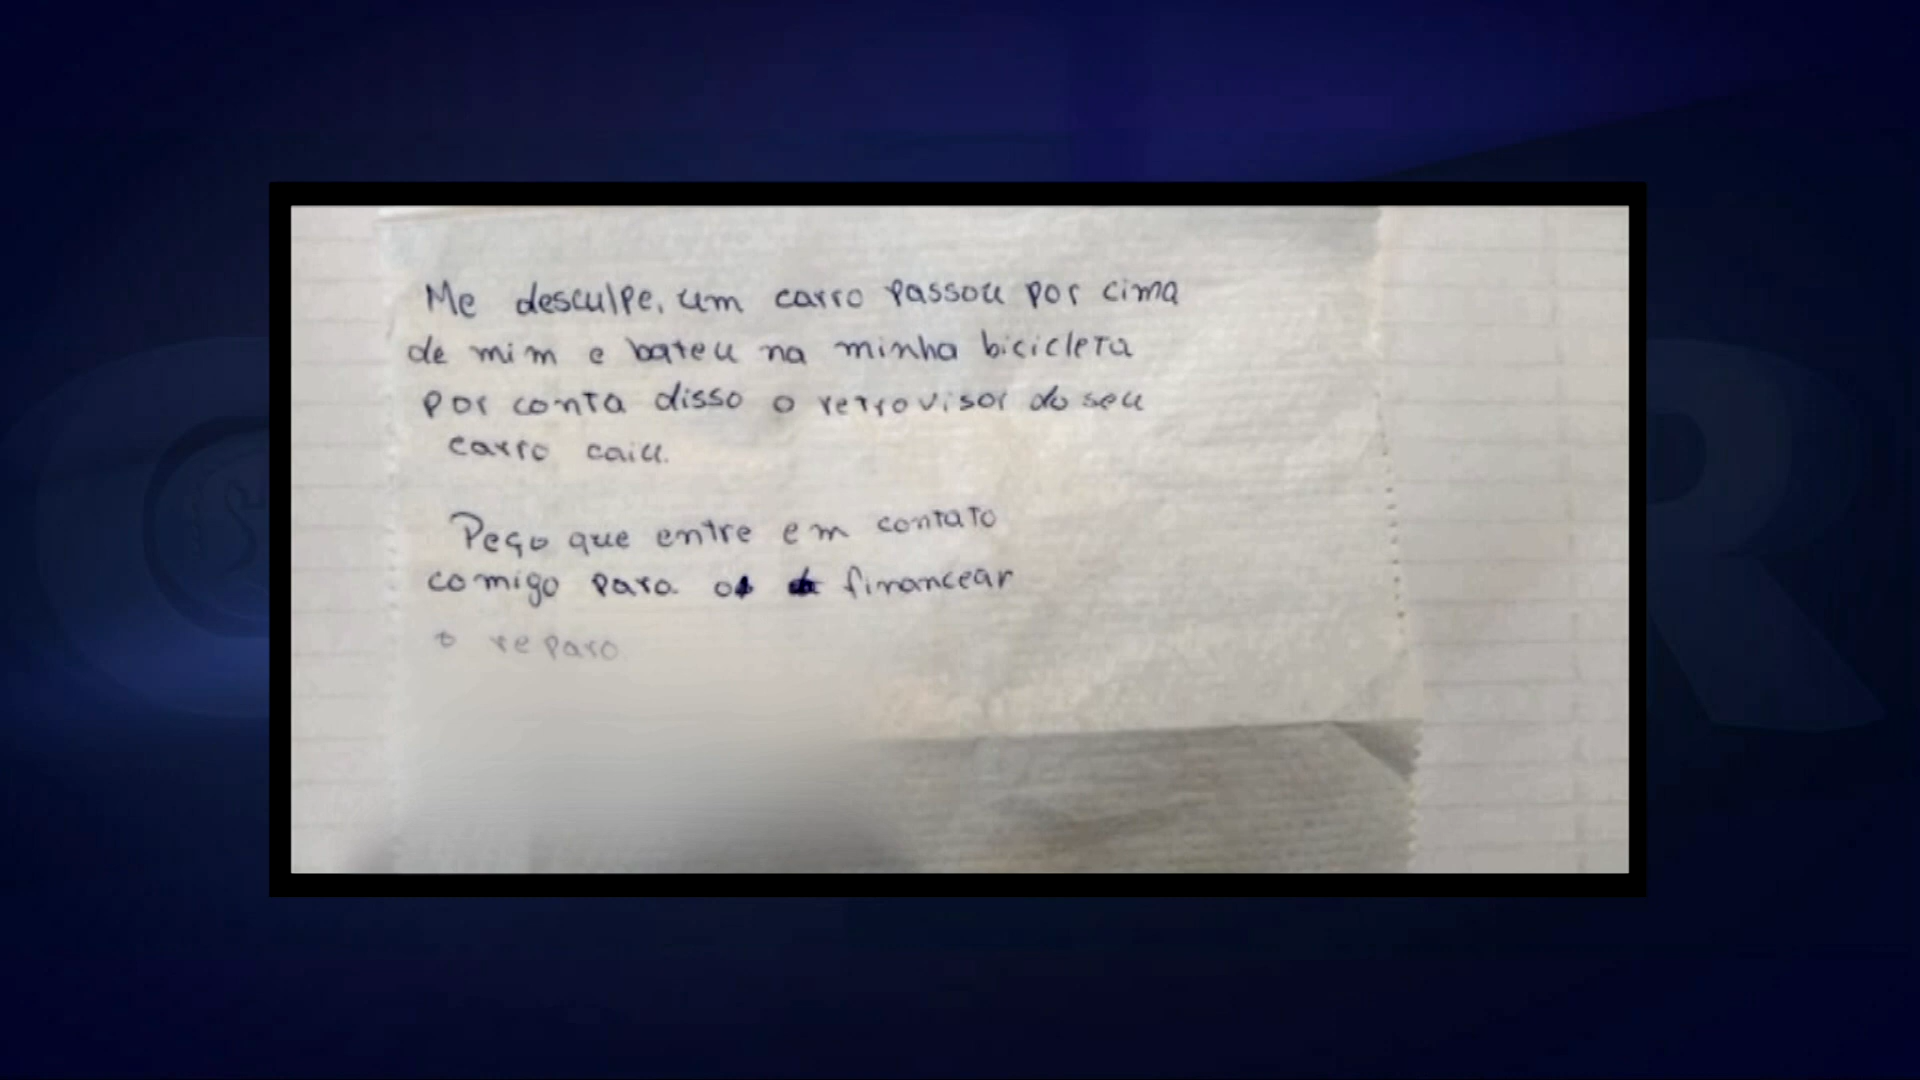 Me desculpe, um carro passou por cima
de mim e bateu na minha bicicleta
por conta disso o retrovisor do seu
carro caiu.
Peço que entre em contato
comigo para financear
o reparo